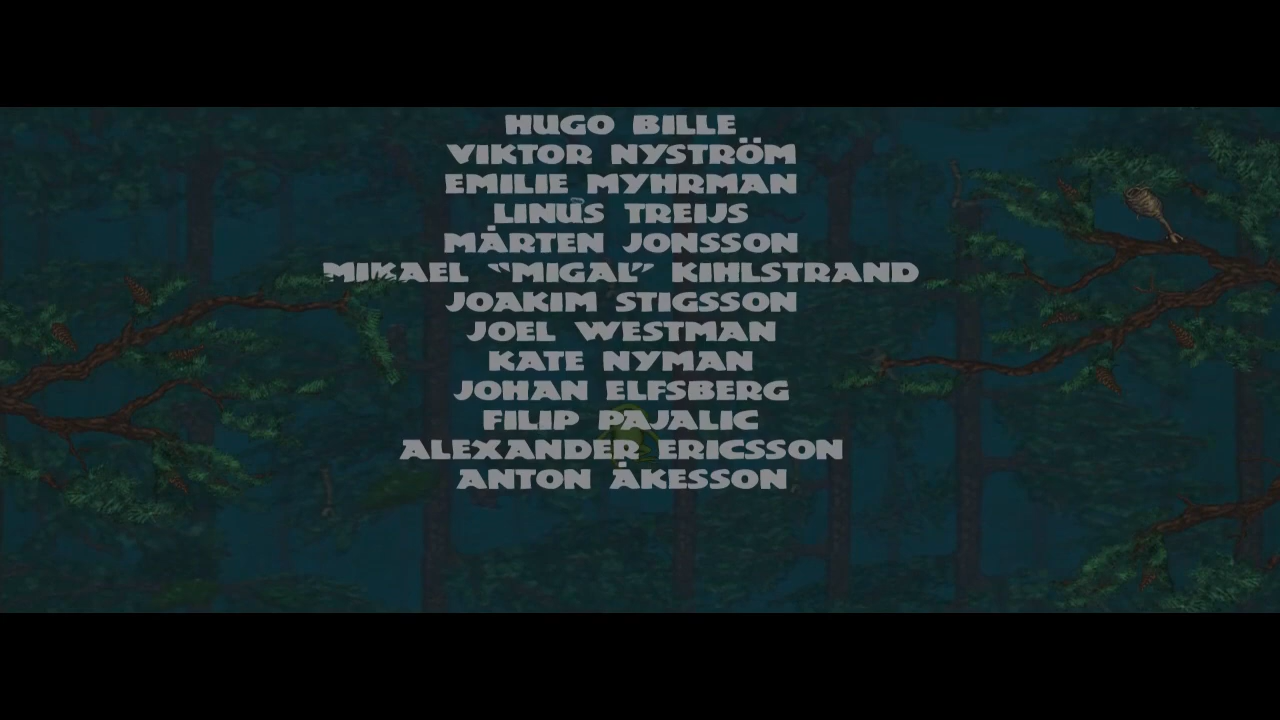 HUGO BILLE
VIKTOR NYSTRÖM
EMILIE MYHRMAN
LINUS TREIJS
MÅRTEN JONSSON
MIKAEL "MIGAL" KIHLSTRAND
JOAKIM STIGSSON
JOEL WESTMAN
KATE NYMAN
JOHAN ELFSBERG
FILIP PAJALIC
ALEXANDER ERICSSON
ANTON ÅKESSON